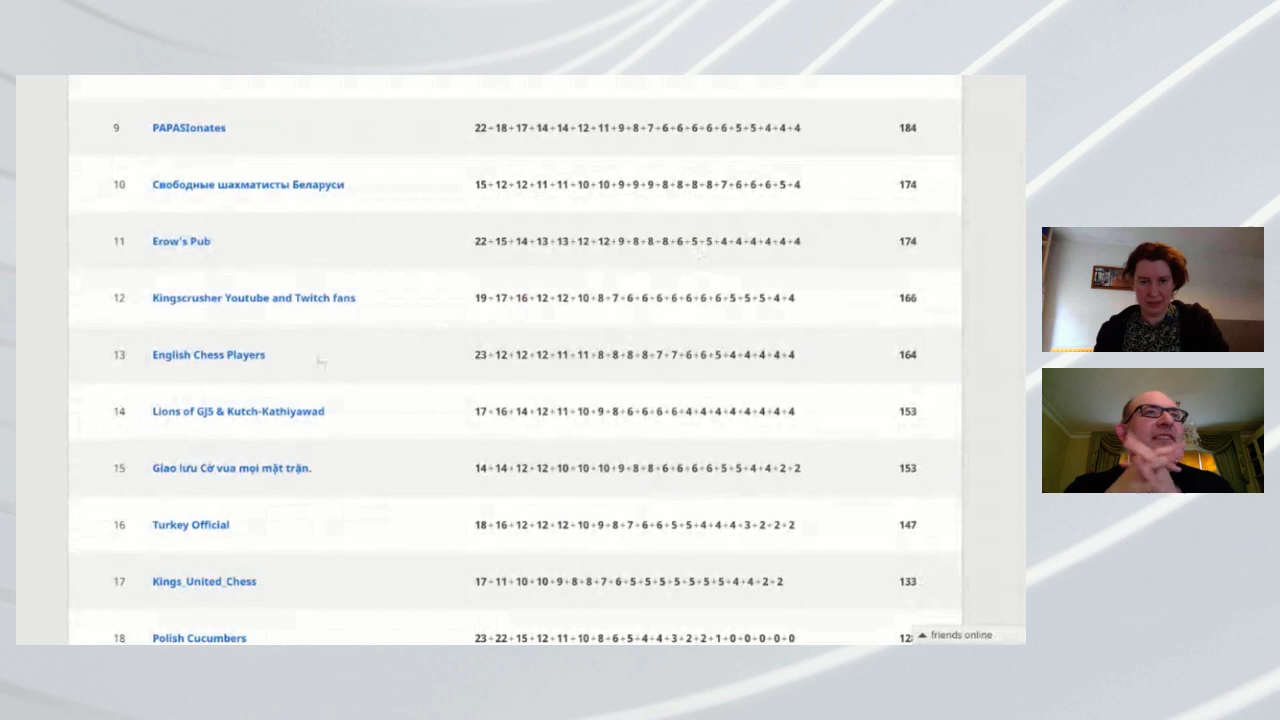 9 PAPASIonates 22+18+17+14+14+12+11+9+8+7+6+6+6+6+6+5+5+4+4+4 184
10 Свободные шахматисты Беларуси 15+12+12+11+11+10+10+9+9+9+8+8+8+8+7+6+6+6+5+4 174
11 Erow's Pub 22+15+14+13+13+12+12+9+8+8+8+6+5+5+4+4+4+4+4+4 174
12 Kingscrusher Youtube and Twitch fans 19+17+16+12+12+10+8+7+6+6+6+6+6+6+6+5+5+5+4+4 166
13 English Chess Players 23+12+12+12+11+11+8+8+8+8+7+7+6+6+5+4+4+4+4+4 164
14 Lions of GJ5 & Kutch-Kathiyawad 17+16+14+12+11+10+9+8+6+6+6+6+4+4+4+4+4+4+4+4 153
15 Giao lưu Cờ vua mọi mặt trận. 14+14+12+12+10+10+10+9+8+8+6+6+6+6+5+5+4+4+2+2 153
16 Turkey Official 18+16+12+12+12+10+9+8+7+6+6+5+5+4+4+4+3+2+2+2 147
17 Kings_United_Chess 17+11+10+10+9+8+8+7+6+5+5+5+5+5+5+5+4+4+2+2 133
18 Polish Cucumbers 23+22+15+12+11+10+8+6+5+4+4+3+2+2+1+0+0+0+0+0
friends online